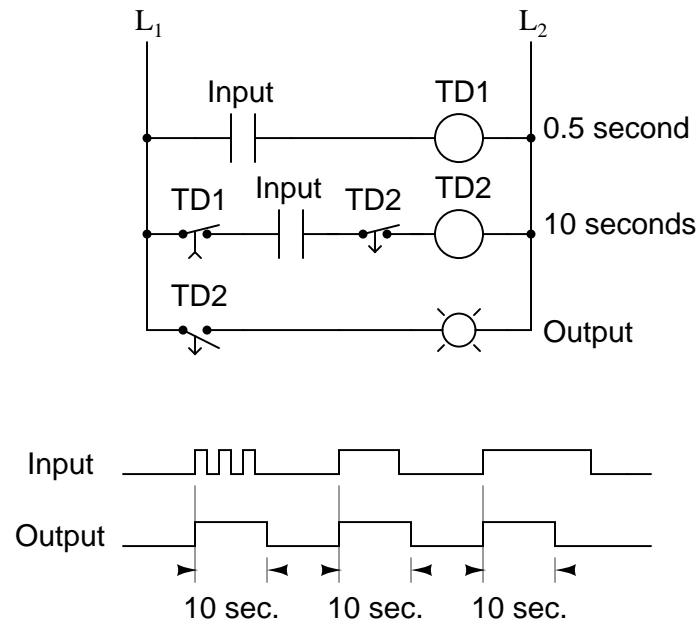 L₁ L₂
Input TD1
0.5 second
TD1 Input TD2 TD2
10 seconds
TD2
Output
Input
Output
10 sec. 10 sec. 10 sec.